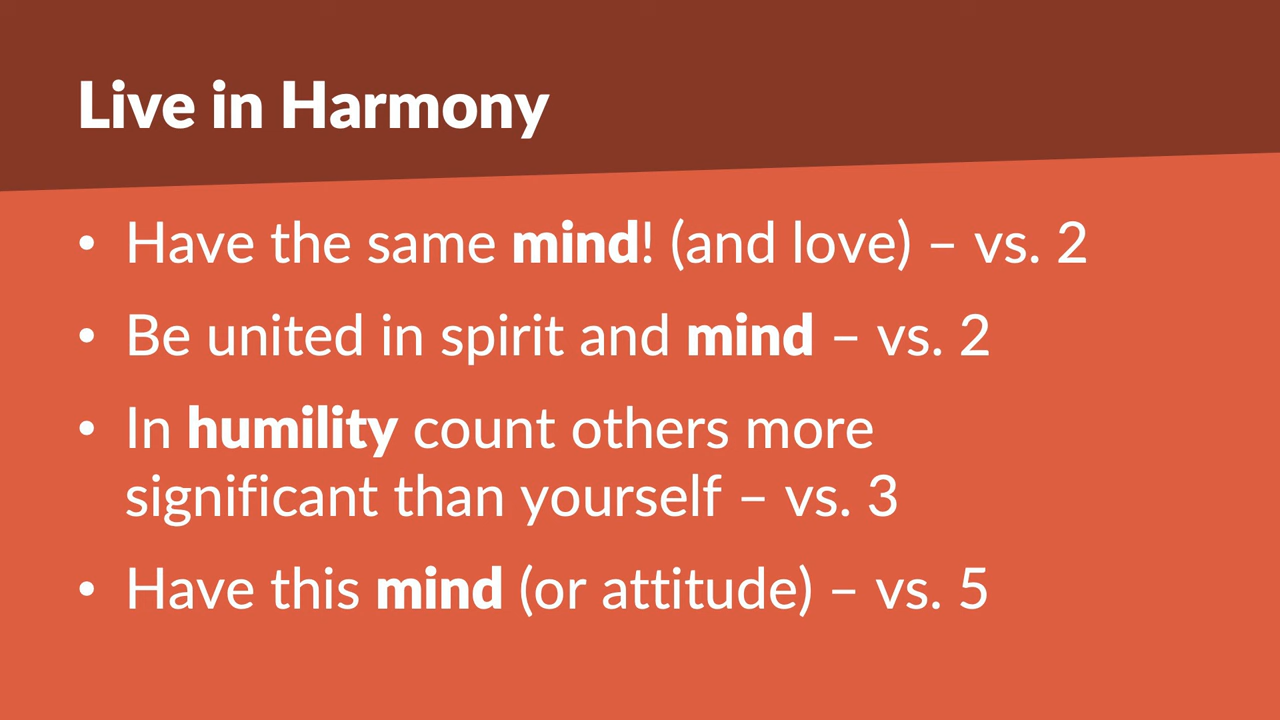 Live in Harmony
• Have the same mind! (and love) – vs. 2
• Be united in spirit and mind – vs. 2
• In humility count others more
significant than yourself – vs. 3
• Have this mind (or attitude) – vs. 5